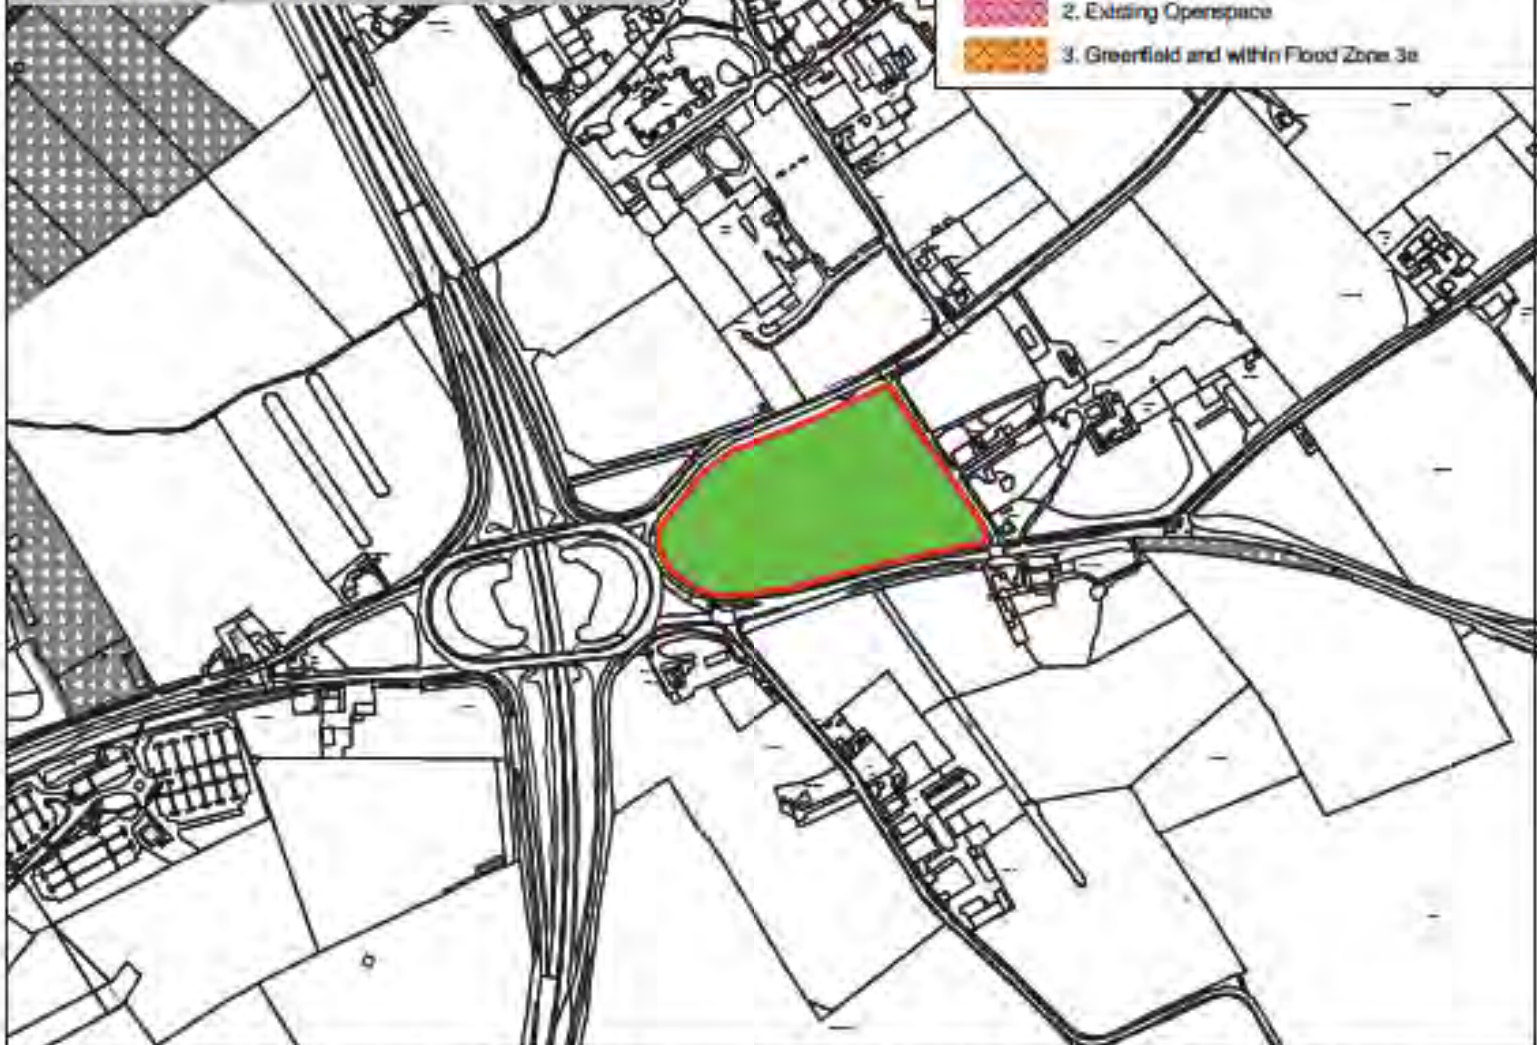 2. Existing Openspace
3. Greenfield and within Flood Zone 3a